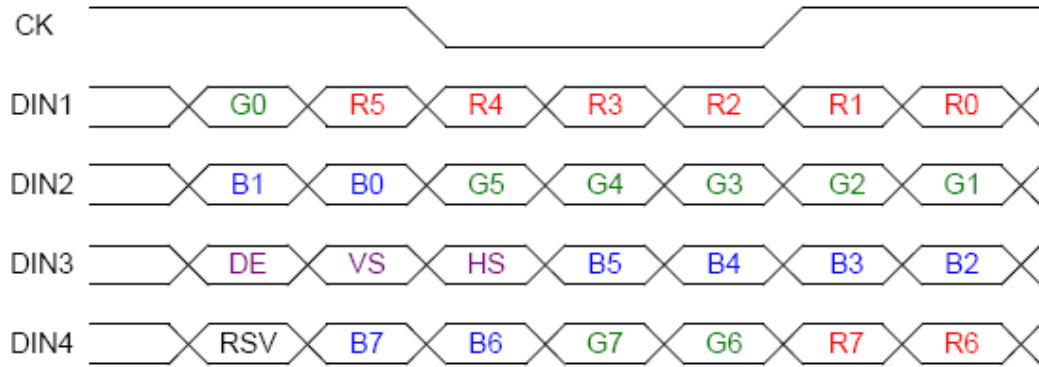 CK
DIN1 G0 R5 R4 R3 R2 R1 R0
DIN2 B1 B0 G5 G4 G3 G2 G1
DIN3 DE VS HS B5 B4 B3 B2
DIN4 RSV B7 B6 G7 G6 R7 R6